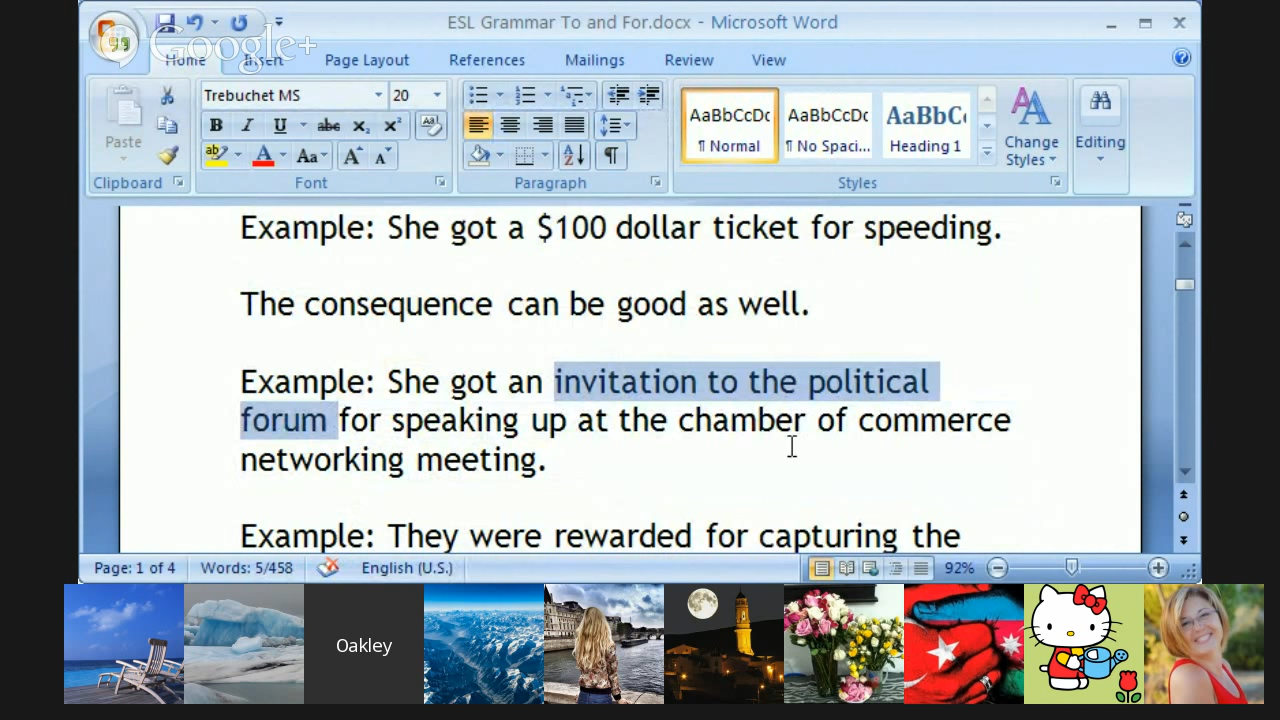 ESL Grammar To and For.docx - Microsoft Word
Google+
Home Insert Page Layout References Mailings Review View
Trebuchet MS 20
AaBbCcDc AaBbCcDc AaBbC
Paste
B I U abc X₂ X² Aa A A
¶ Normal ¶ No Spaci... Heading 1
Change Styles
Editing
Clipboard Font Paragraph Styles
Example: She got a $100 dollar ticket for speeding.
The consequence can be good as well.
Example: She got an invitation to the political
forum for speaking up at the chamber of commerce
networking meeting.
Example: They were rewarded for capturing the
Page: 1 of 4 Words: 5/458 English (U.S.) 92%
Oakley